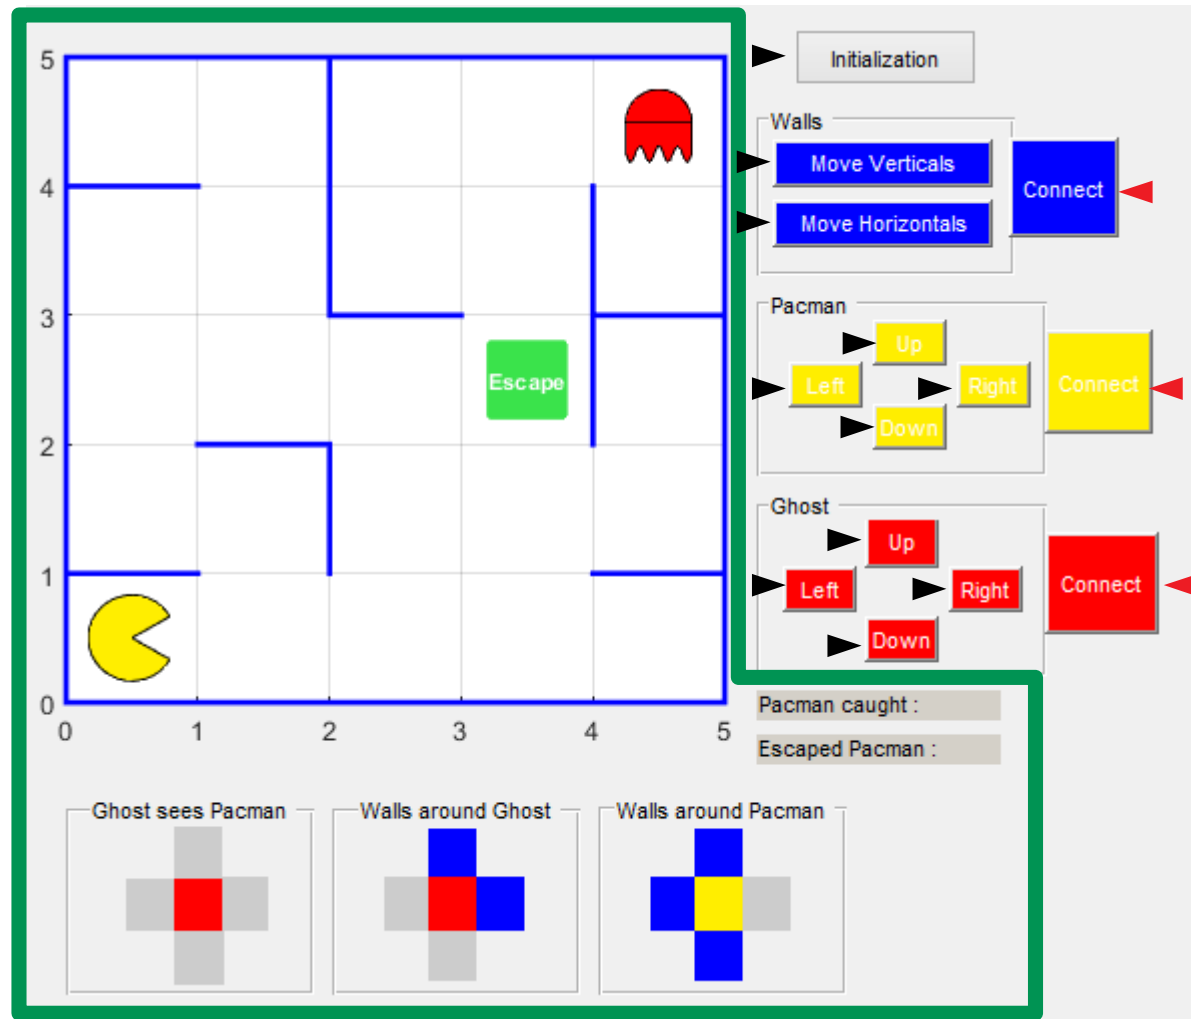 5
4
3
2
1
0
0 1 2 3 4 5
Escape
Initialization
Walls
Move Verticals
Move Horizontals
Connect
Pacman
Up
Left
Right
Down
Connect
Ghost
Up
Left
Right
Down
Connect
Pacman caught :
Escaped Pacman :
Ghost sees Pacman
Walls around Ghost
Walls around Pacman